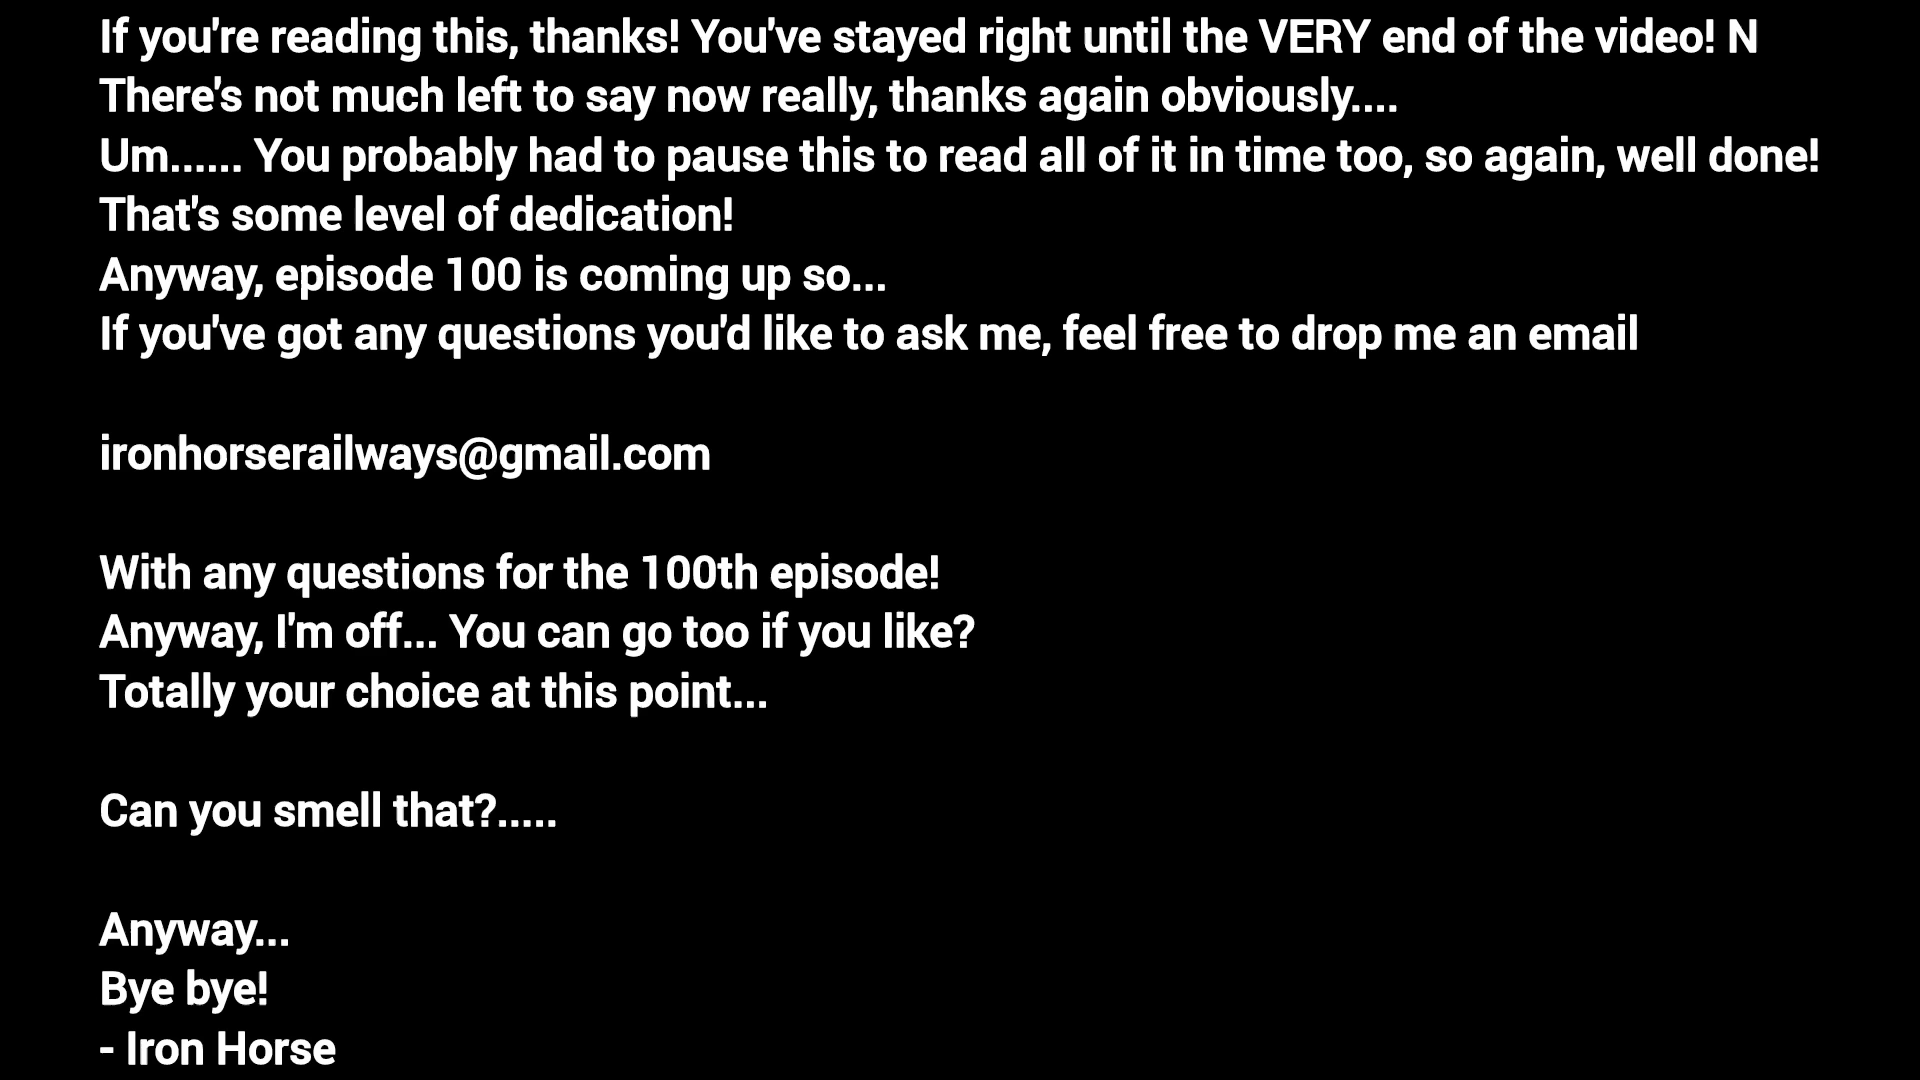 If you're reading this, thanks! You've stayed right until the VERY end of the video! N
There's not much left to say now really, thanks again obviously....
Um...... You probably had to pause this to read all of it in time too, so again, well done!
That's some level of dedication!
Anyway, episode 100 is coming up so...
If you've got any questions you'd like to ask me, feel free to drop me an email
ironhorserailways@gmail.com
With any questions for the 100th episode!
Anyway, I'm off... You can go too if you like?
Totally your choice at this point...
Can you smell that?.....
Anyway...
Bye bye!
- Iron Horse